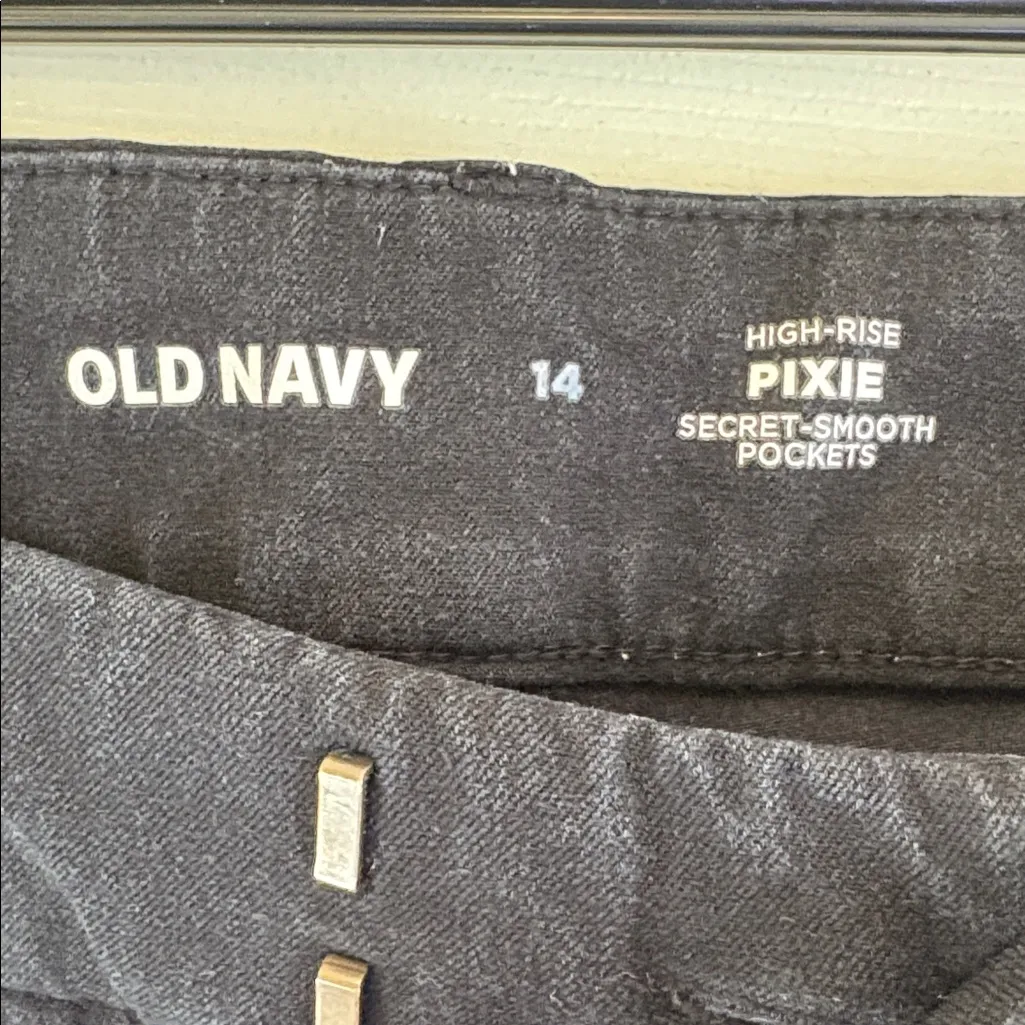 OLD NAVY
14
HIGH-RISE
PIXIE
SECRET-SMOOTH
POCKETS